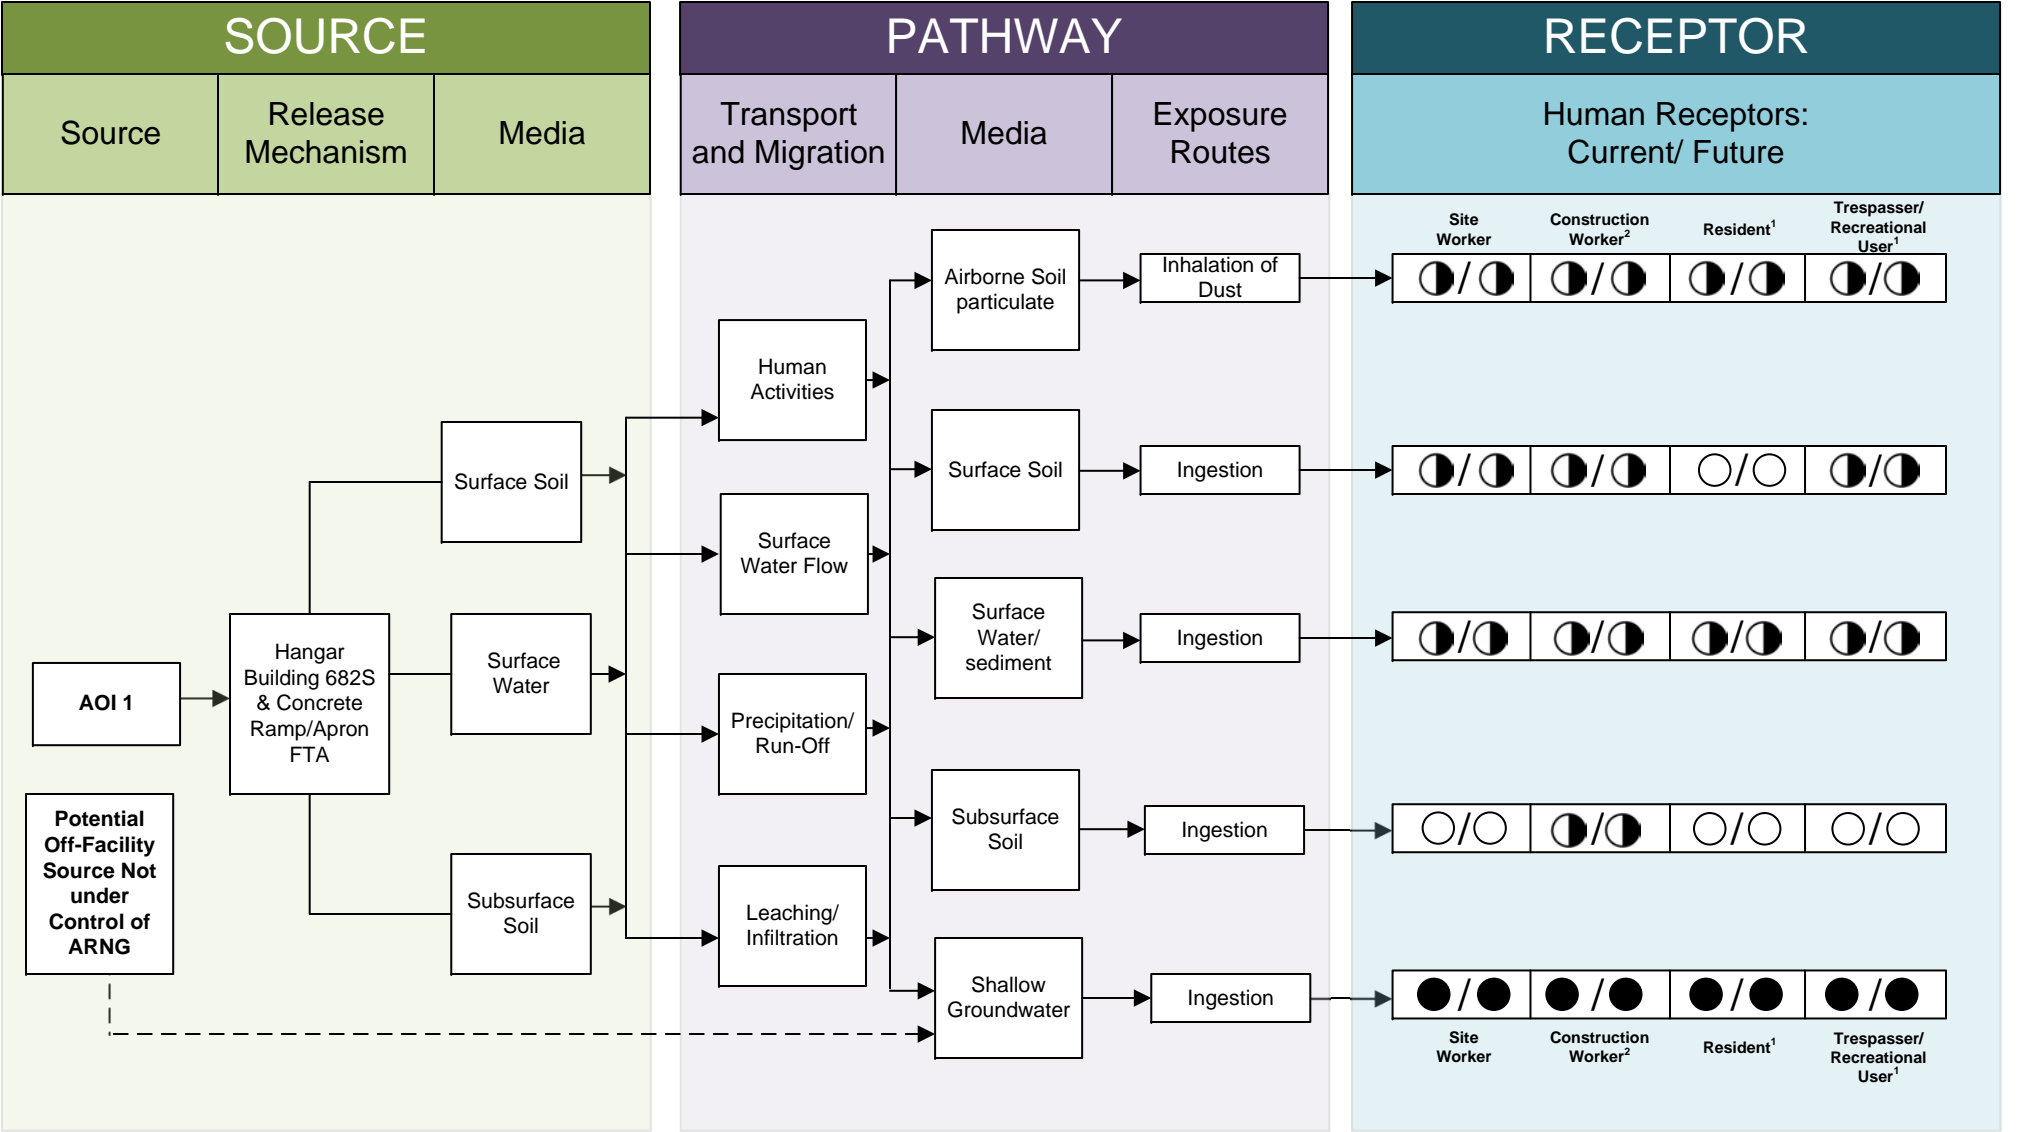 SOURCE
PATHWAY
RECEPTOR
Source
Release
Mechanism
Media
Transport
and Migration
Media
Exposure
Routes
Human Receptors:
Current/ Future
AOI 1
Potential
Off-Facility
Source Not
under
Control of
ARNG
Hangar
Building 682S
& Concrete
Ramp/Apron
FTA
Surface Soil
Surface
Water
Subsurface
Soil
Human
Activities
Surface
Water Flow
Precipitation/
Run-Off
Leaching/
Infiltration
Airborne Soil
particulate
Surface Soil
Surface
Water/
sediment
Subsurface
Soil
Shallow
Groundwater
Inhalation of
Dust
Ingestion
Ingestion
Ingestion
Ingestion
Site
Worker
Construction
Worker²
Resident¹
Trespasser/
Recreational
User¹
/ / / /
/ / / /
/ / / /
/ / / /
/ / / /
Site
Worker
Construction
Worker²
Resident¹
Trespasser/
Recreational
User¹